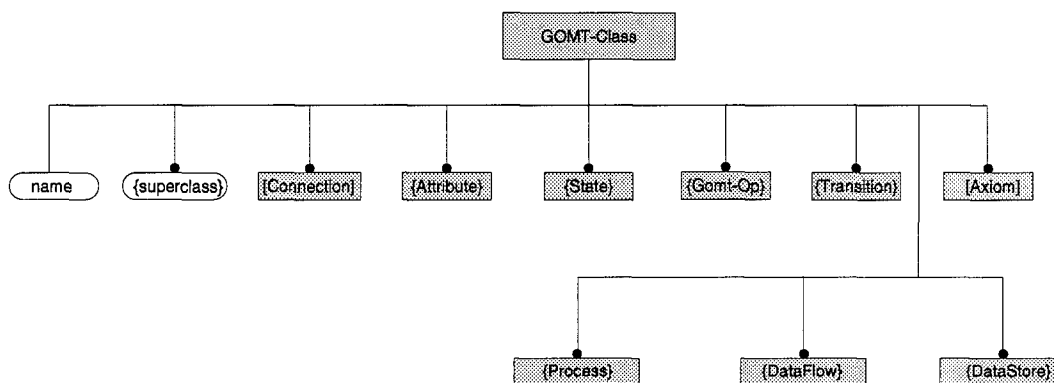 GOMT-Class
name {superclass} [Connection] {Attribute} {State} {Gomt-Op} {Transition} [Axiom]
{Process} {DataFlow} {DataStore}